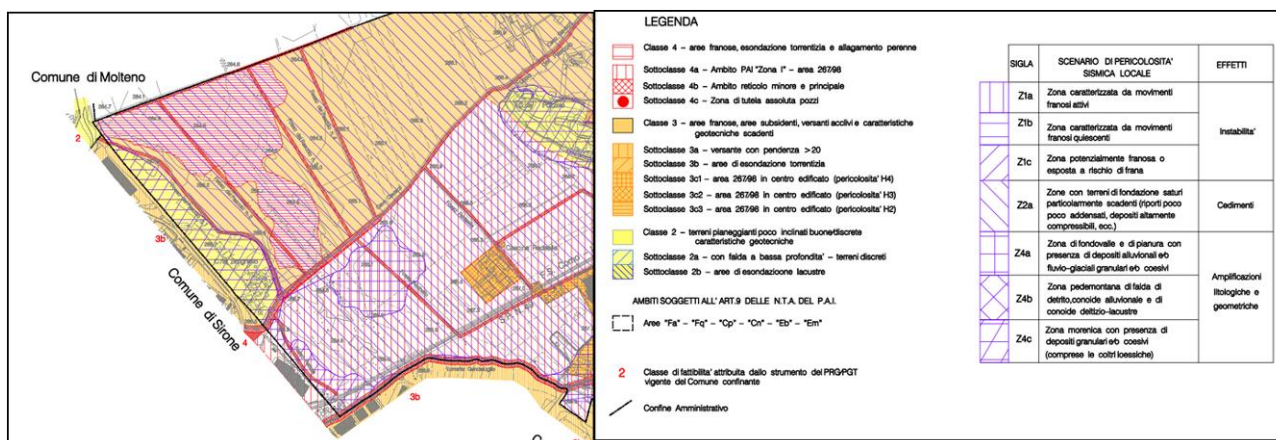 Comune di Molteno
2
3b
Comune di Sirone
4
3b
Cascina Pedrolina
F.S. Como
Torrente Gandaloglio
LEGENDA
Classe 4 - aree franose, esondazione torrentizia e allagamento perenne
Sottoclasse 4a - Ambito PAI "Zona I" - area 267/98
Sottoclasse 4b - Ambito reticolo minore e principale
Sottoclasse 4c - Zona di tutela assoluta pozzi
Classe 3 - aree franose, aree subsidenti, versanti acclivi e caratteristiche
geotecniche scadenti
Sottoclasse 3a - versante con pendenza >20
Sottoclasse 3b - aree di esondazione torrentizia
Sottoclasse 3c1 - area 267/98 in centro edificato (pericolosita' H4)
Sottoclasse 3c2 - area 267/98 in centro edificato (pericolosita' H3)
Sottoclasse 3c3 - area 267/98 in centro edificato (pericolosita' H2)
Classe 2 - terreni pianeggianti poco inclinati buone/discrete
caratteristiche geotecniche
Sottoclasse 2a - con falda a bassa profondita' - terreni discreti
Sotttoclasse 2b - aree di esondazione lacustre
AMBITI SOGGETTI ALL' ART.9 DELLE N.T.A. DEL P.A.I.
Aree "Fa" - "Fq" - "Cp" - "Cn" - "Eb" - "Em"
2 Classe di fattibilita' attribuita dallo strumento del PRG/PGT
vigente del Comune confinante
Confine Amministrativo
SIGLA SCENARIO DI PERICOLOSITA' SISMICA LOCALE EFFETTI
Z1a Zona caratterizzata da movimenti
franosi attivi
Z1b Zona caratterizzata da movimenti
franosi quiescenti
Instabilita'
Z1c Zona potenzialmente franosa o
esposta a rischio di frana
Z2a Zone con terreni di fondazione saturi
particolarmente scadenti (riporti poco
poco addensati, depositi altamente
compressibili, ecc.)
Cedimenti
Z4a Zona di fondovalle e di pianura con
presenza di depositi alluvionali e/o
fluvio-glaciali granulari e/o coesivi
Z4b Zona pedemontana di falda di
detrito,conoide alluvionale e di
conoide deltizio-lacustre
Amplificazioni
litologiche e
geometriche
Z4c Zona morenica con presenza di
depositi granulari e/o coesivi
(comprese le coltri loessiche)